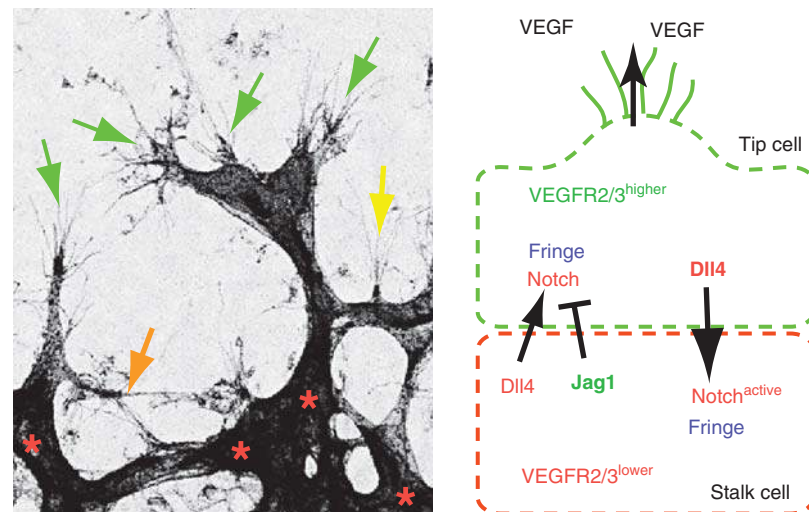 VEGF VEGF
Tip cell
VEGFR2/3higher
Fringe
Notch
Dll4
Dll4
Jag1
Notchactive
Fringe
VEGFR2/3lower
Stalk cell
* * * *